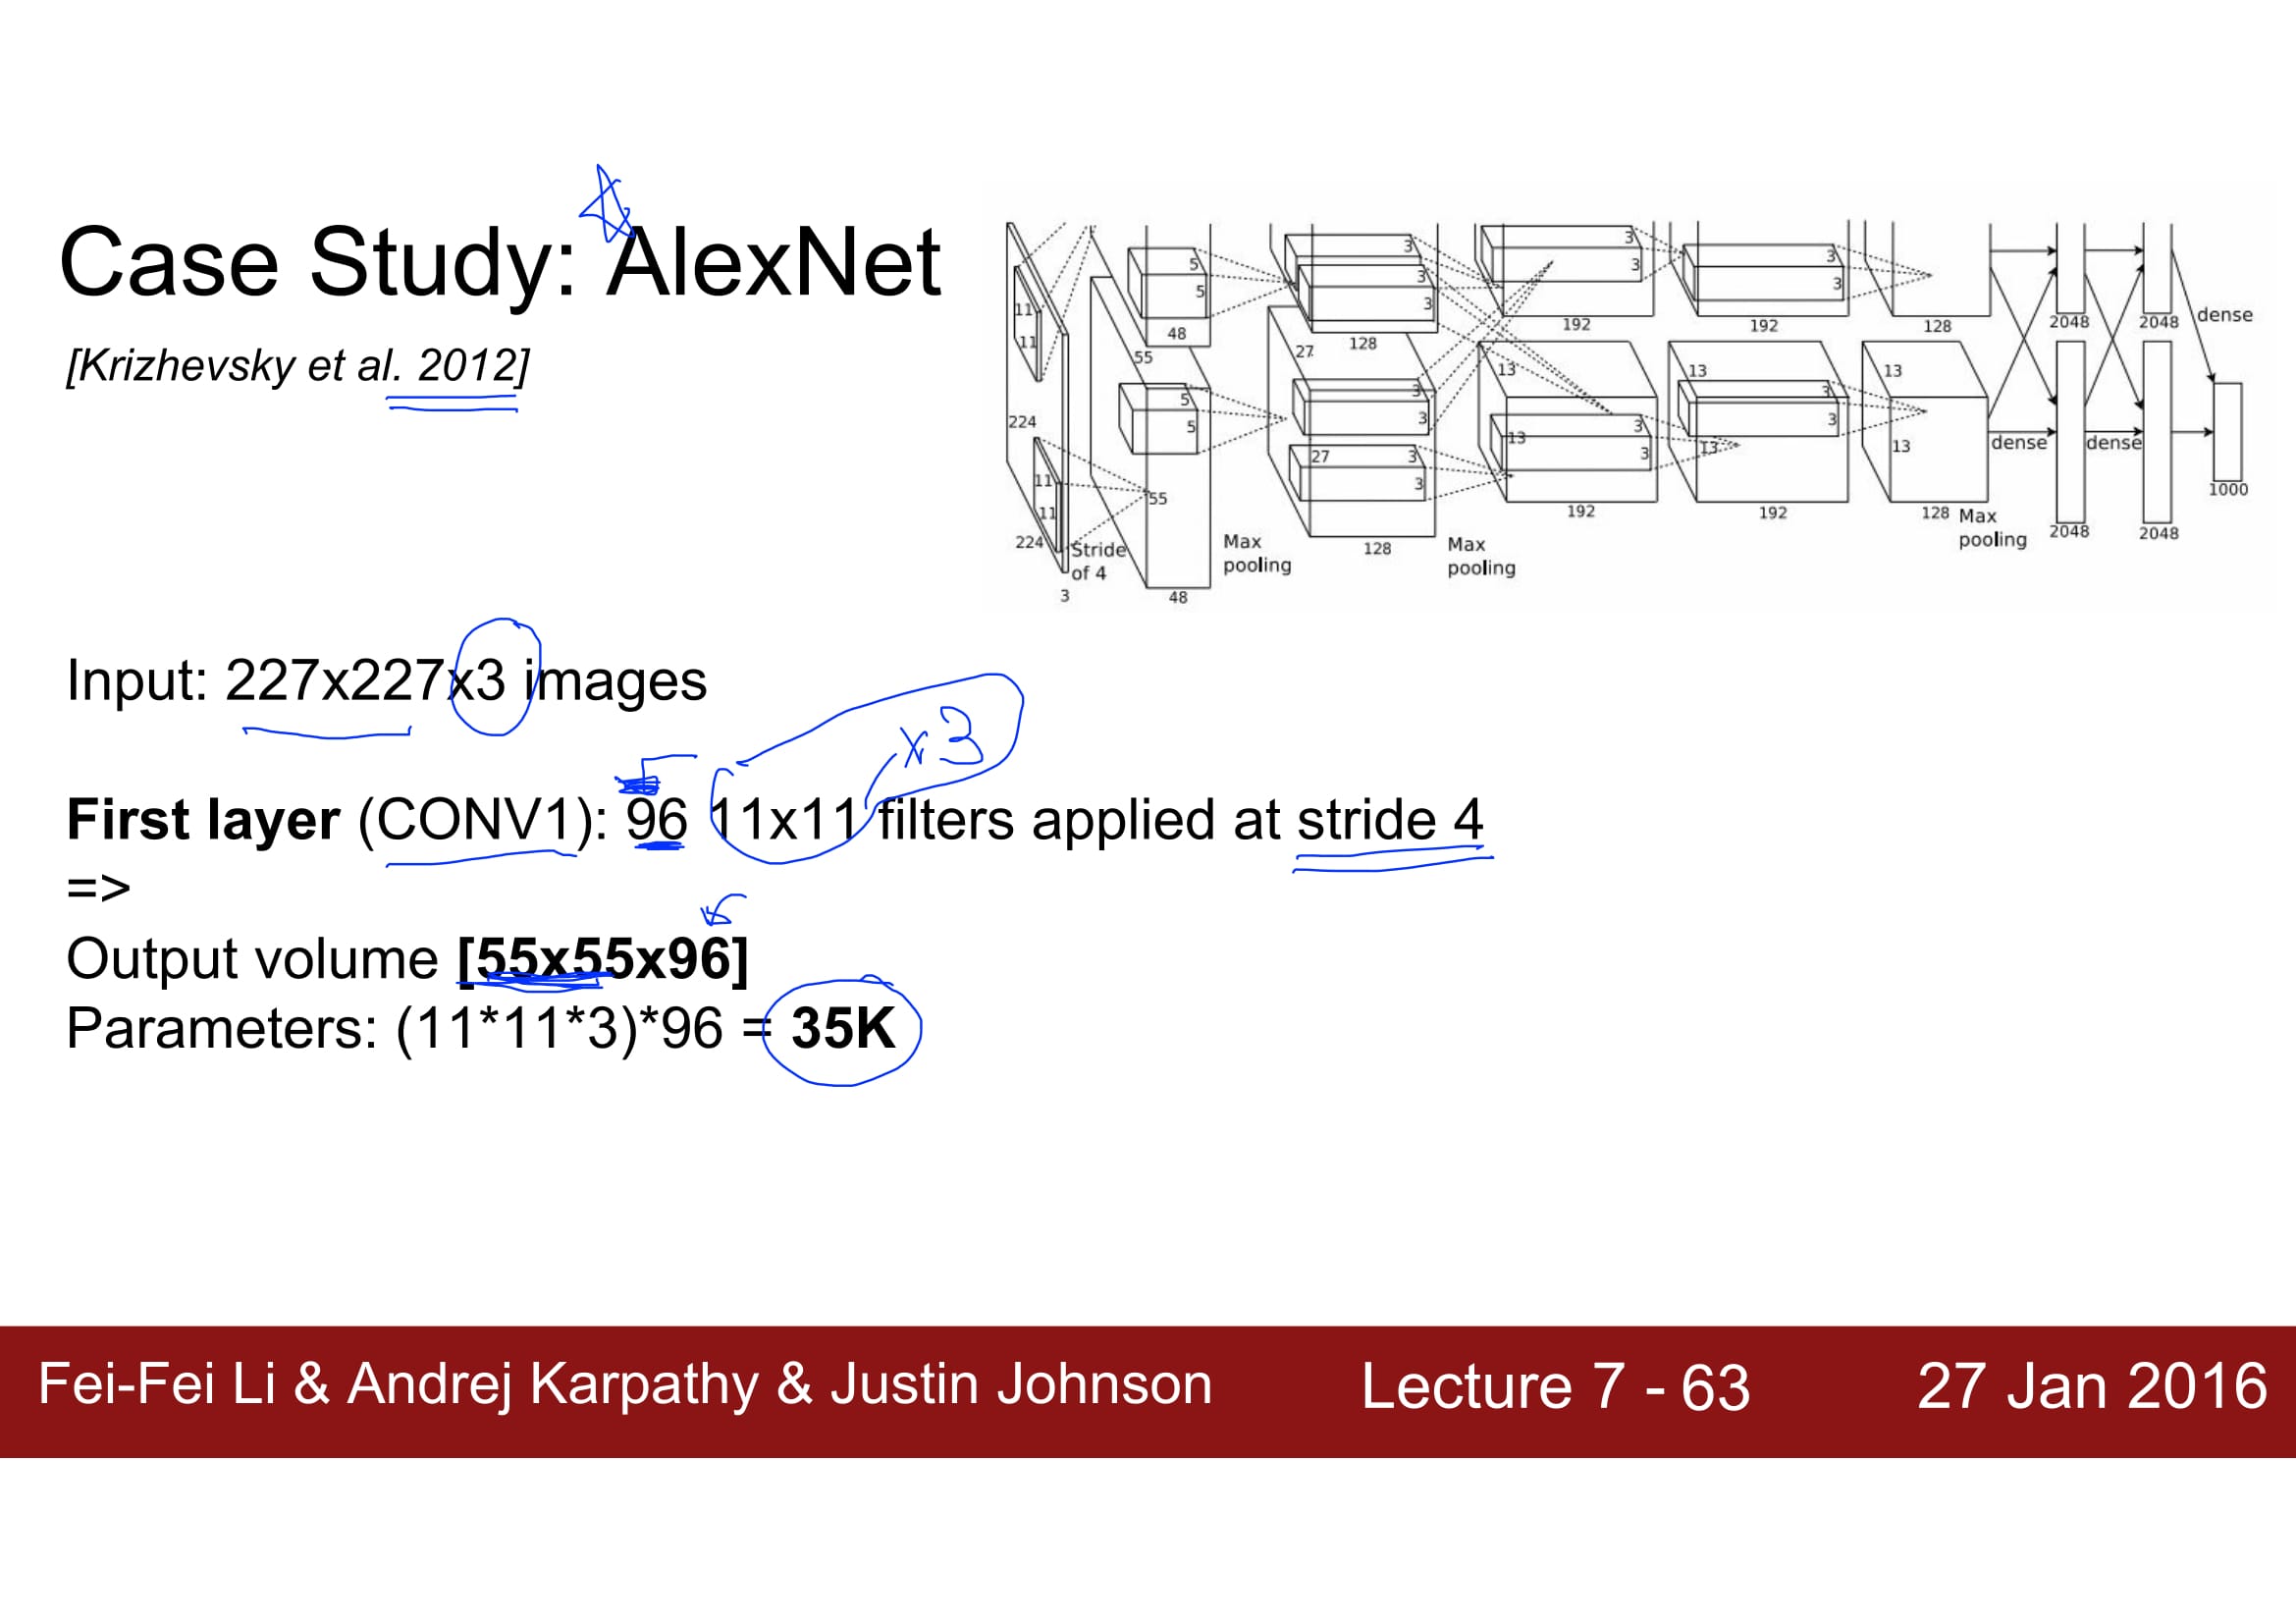 Case Study: AlexNet
[Krizhevsky et al. 2012]
3 3 3 3
5 3 3
11 5 3 3
48 192 192 128 2048 2048 dense
11 55 27 128
13 13 13
5 3 3
224 5 3 3 3
13 13 13 dense dense
11 27 3 3
55 3 1000
11 192 192 128 Max
pooling
224 Stride
of 4
Max
pooling
128
Max
pooling
2048 2048
3 48
Input: 227x227x3 images
x3
First layer (CONV1): 96 11x11 filters applied at stride 4
=>
Output volume [55x55x96]
Parameters: (11*11*3)*96 = 35K
Fei-Fei Li & Andrej Karpathy & Justin Johnson Lecture 7 - 63 27 Jan 2016